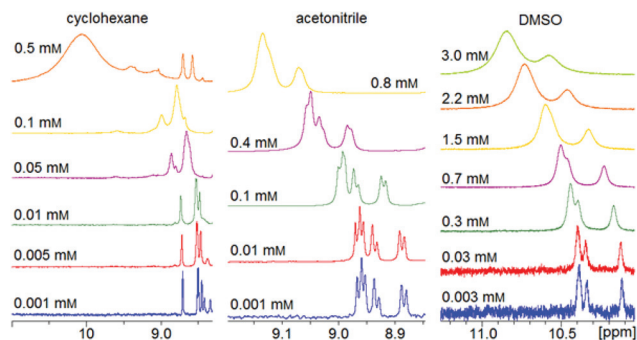 cyclohexane
0.5 mM
0.1 mM
0.05 mM
0.01 mM
0.005 mM
0.001 mM
10
9.0
acetonitrile
0.8 mM
0.4 mM
0.1 mM
0.01 mM
0.001 mM
9.1
9.0
8.9
DMSO
3.0 mM
2.2 mM
1.5 mM
0.7 mM
0.3 mM
0.03 mM
0.003 mM
11.0
10.5
[ppm]